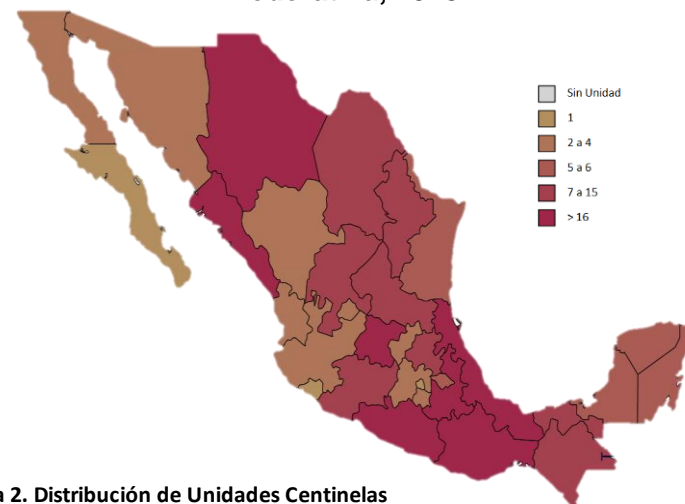 Sin Unidad
1
2 a 4
5 a 6
7 a 15
> 16
a 2. Distribución de Unidades Centinelas